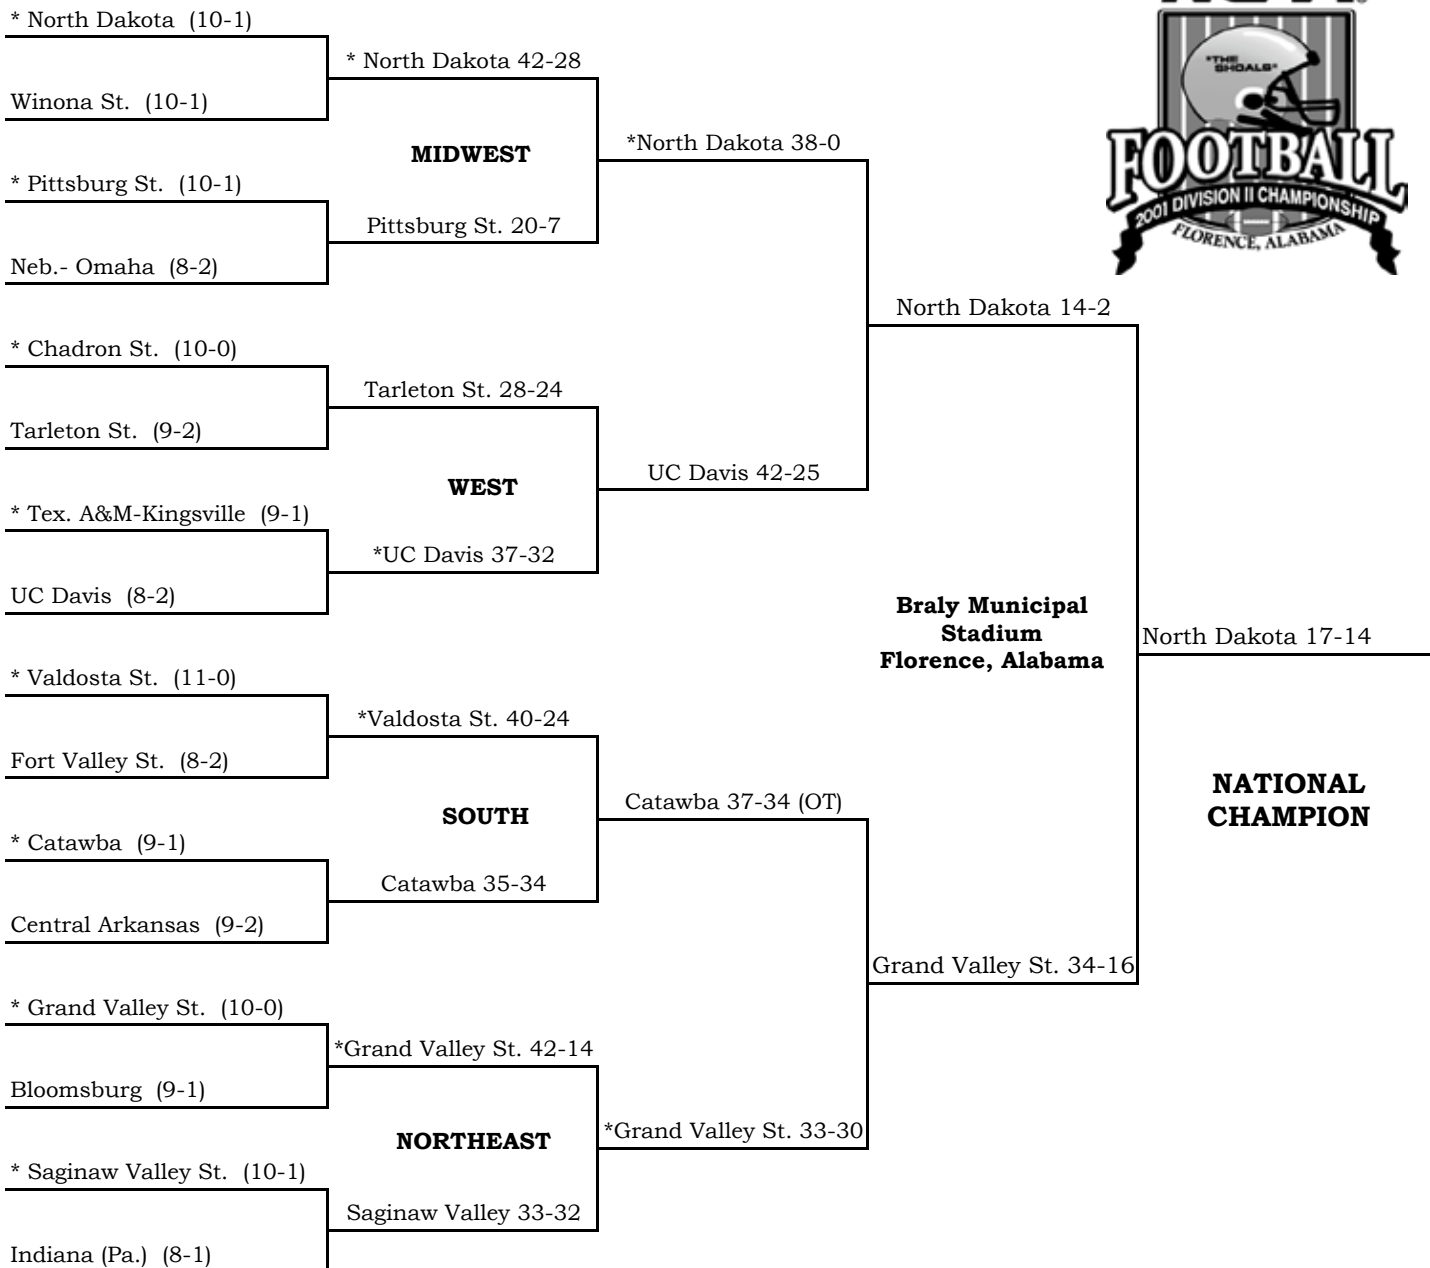 * North Dakota (10-1)
* North Dakota 42-28
Winona St. (10-1)
MIDWEST
*North Dakota 38-0
* Pittsburg St. (10-1)
Pittsburg St. 20-7
Neb.- Omaha (8-2)
North Dakota 14-2
* Chadron St. (10-0)
Tarleton St. 28-24
Tarleton St. (9-2)
WEST
UC Davis 42-25
* Tex. A&M-Kingsville (9-1)
*UC Davis 37-32
UC Davis (8-2)
Braly Municipal
Stadium
Florence, Alabama
North Dakota 17-14
* Valdosta St. (11-0)
*Valdosta St. 40-24
Fort Valley St. (8-2)
SOUTH
Catawba 37-34 (OT)
NATIONAL
CHAMPION
* Catawba (9-1)
Catawba 35-34
Central Arkansas (9-2)
Grand Valley St. 34-16
* Grand Valley St. (10-0)
*Grand Valley St. 42-14
Bloomsburg (9-1)
NORTHEAST
*Grand Valley St. 33-30
* Saginaw Valley St. (10-1)
Saginaw Valley 33-32
Indiana (Pa.) (8-1)
"THE
SHOALS"
FOOTBALL
2001 DIVISION II CHAMPIONSHIP
FLORENCE, ALABAMA